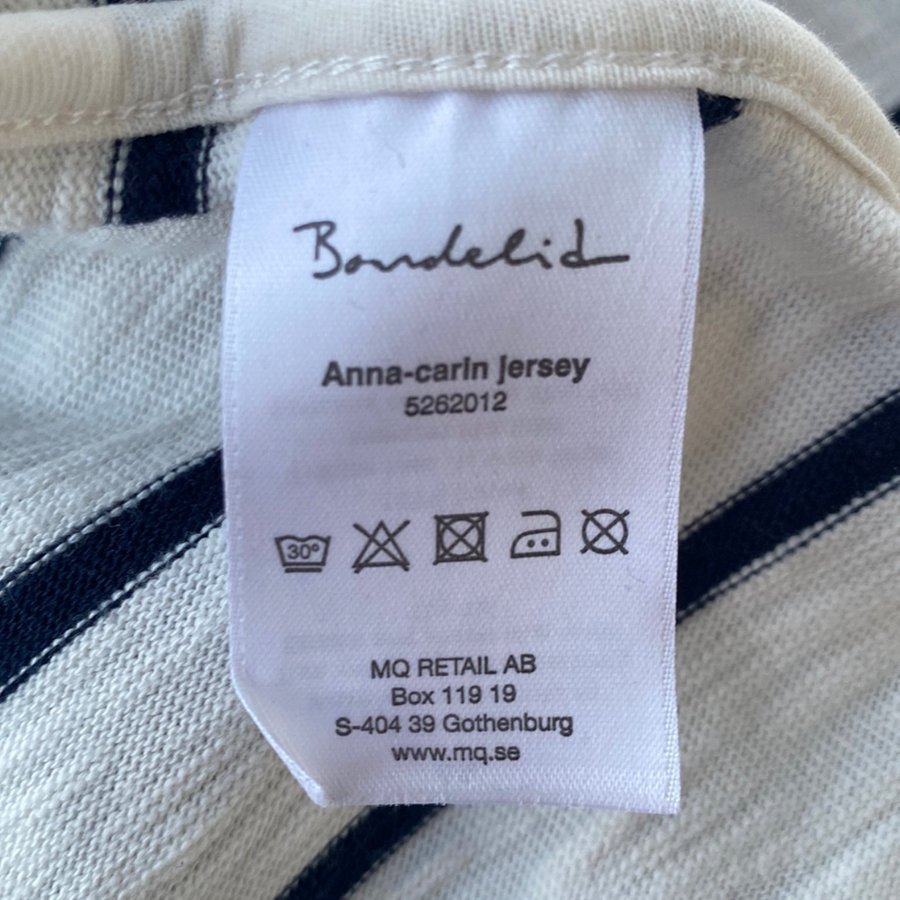 Bondelid
Anna-carin jersey
5262012
30°
MQ RETAIL AB
Box 119 19
S-404 39 Gothenburg
www.mq.se